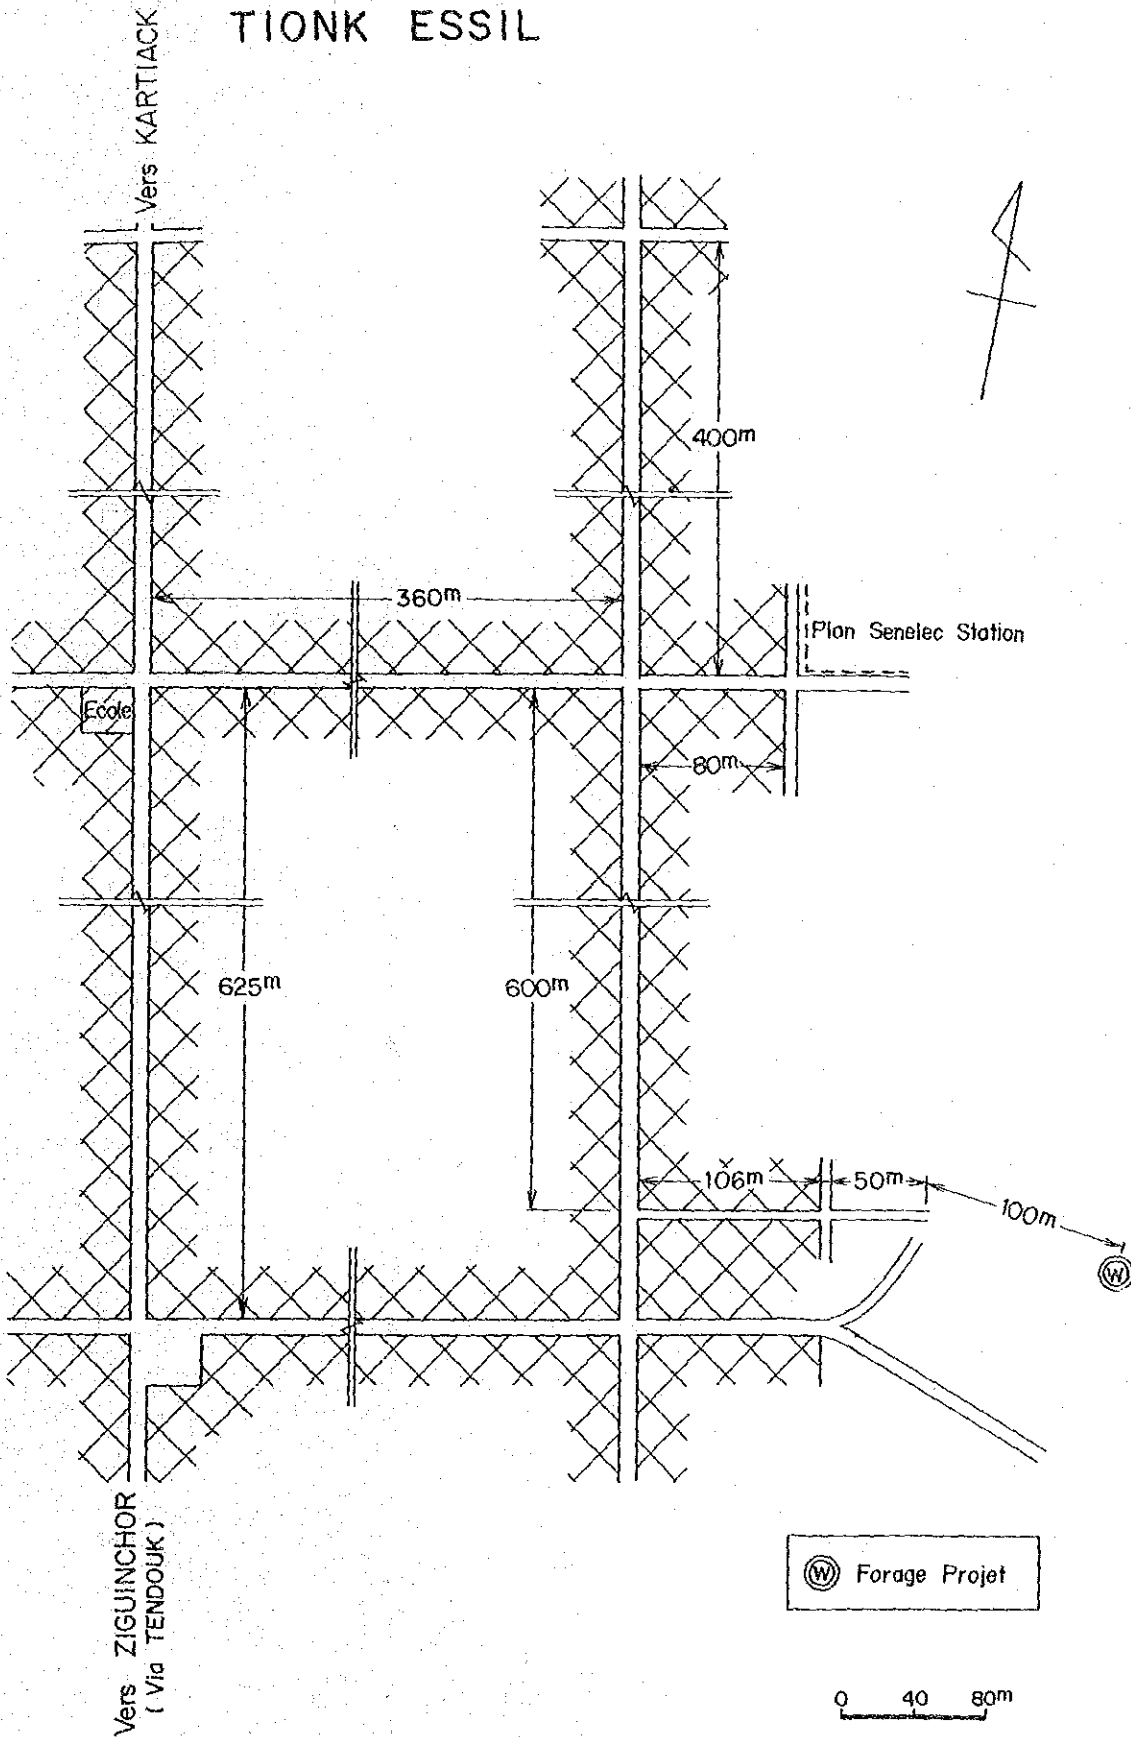 TIONK ESSIL
Vers KARTIACK
400m
360m
Plan Senelec Station
Ecole
80m
625m
600m
106m
50m
100m
W
Vers ZIGUINCHOR
(Via TENDOUK)
W Forage Projet
0 40 80m